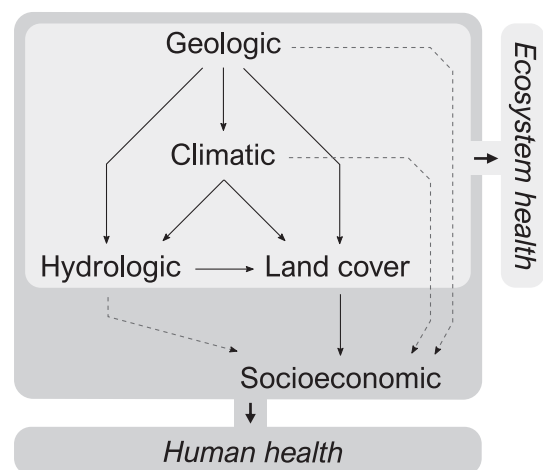 Geologic
Climatic
Hydrologic
Land cover
Socioeconomic
Human health
Ecosystem health